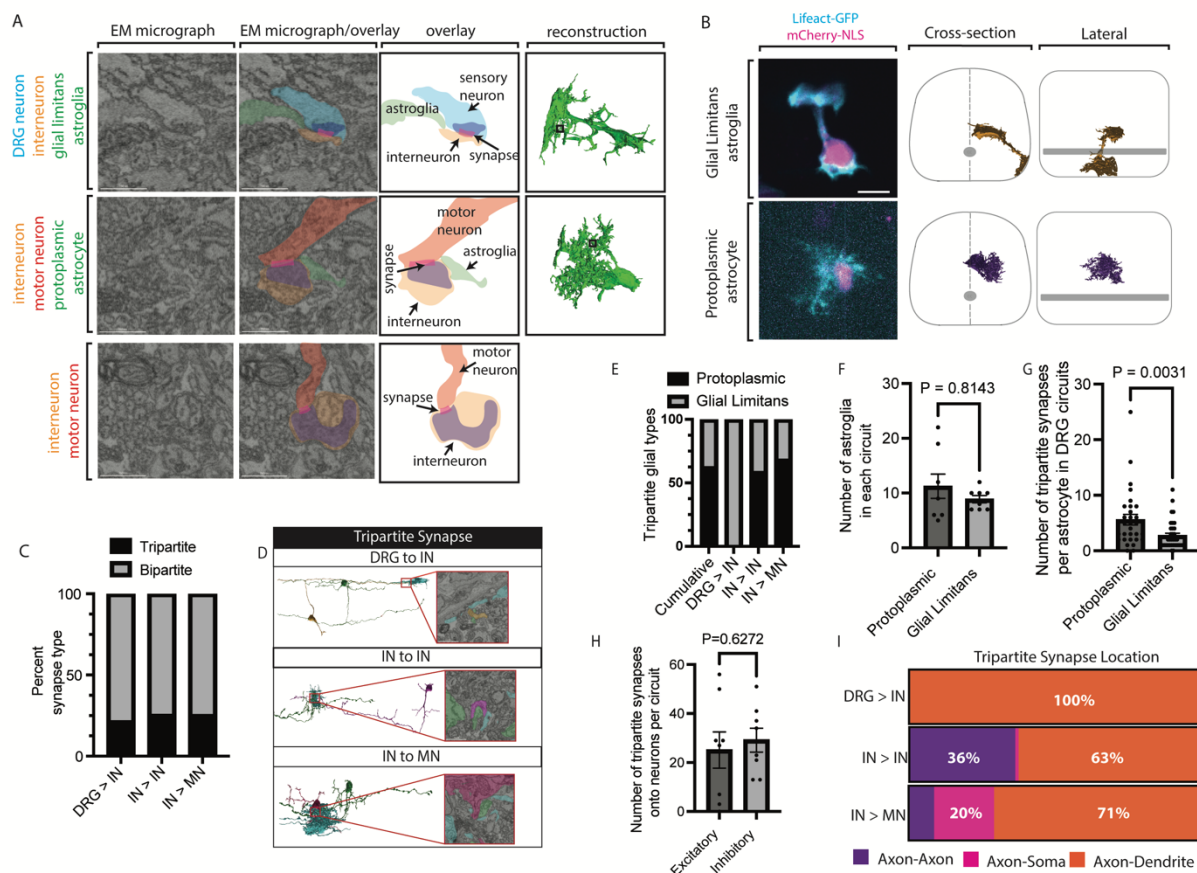 A
EM micrograph
EM micrograph/overlay
overlay
reconstruction
DRG neuron
interneuron
glial limitans
astroglia
astroglia
sensory
neuron
interneuron
synapse
interneuron
motor neuron
protoplasmic
astrocyte
motor
neuron
astroglia
synapse
interneuron
interneuron
motor neuron
motor
neuron
synapse
interneuron
B
Lifeact-GFP
mCherry-NLS
Cross-section
Lateral
Glial Limitans
astroglia
Protoplasmic
astrocyte
C
Tripartite
Bipartite
Percent
synapse type
100
50
0
DRG > IN
IN > IN
IN > MN
D
Tripartite Synapse
DRG to IN
IN to IN
IN to MN
E
Protoplasmic
Glial Limitans
Tripartite glial types
100
50
0
Cumulative
DRG > IN
IN > IN
IN > MN
F
P = 0.8143
Number of astroglia
in each circuit
30
20
10
0
Protoplasmic
Glial Limitans
G
P = 0.0031
Number of tripartite synapses
per astrocyte in DRG circuits
30
20
10
0
Protoplasmic
Glial Limitans
H
P=0.6272
Number of tripartite synapses
onto neurons per circuit
60
40
20
0
Excitatory
Inhibitory
I
Tripartite Synapse Location
DRG > IN
100%
IN > IN
36%
63%
IN > MN
20%
71%
Axon-Axon
Axon-Soma
Axon-Dendrite